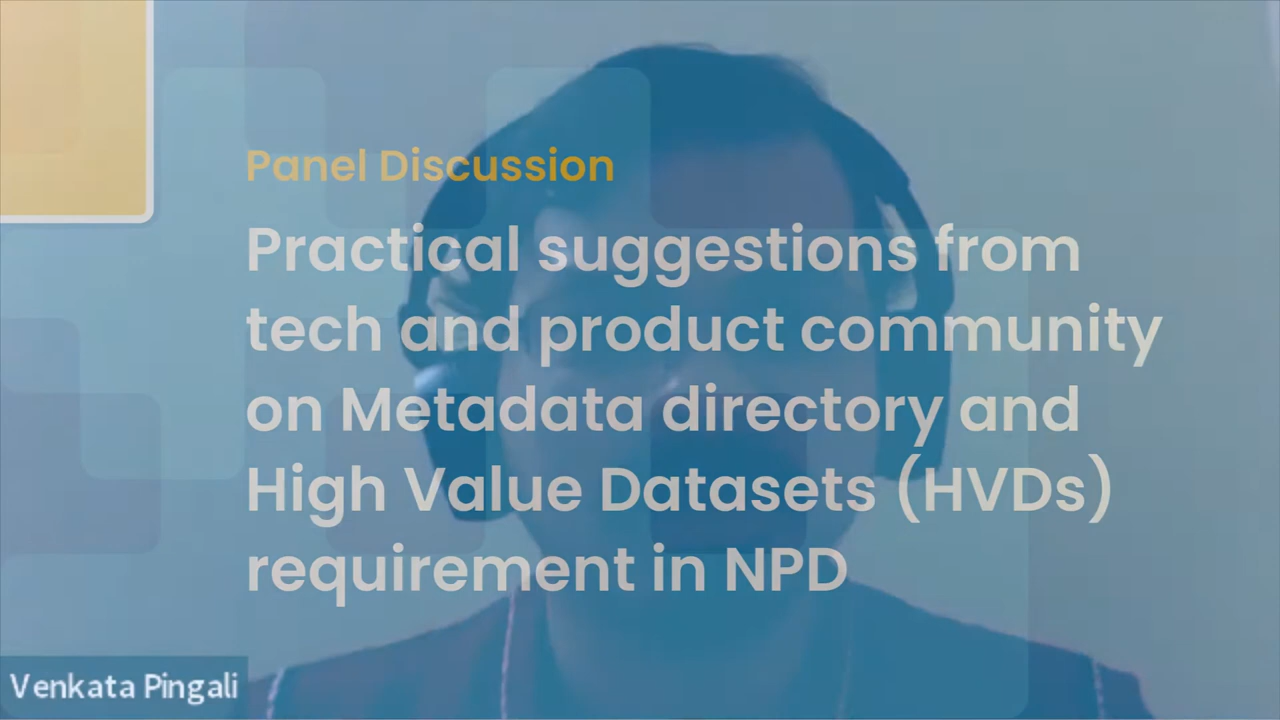 Panel Discussion
Practical suggestions from
tech and product community
on Metadata directory and
High Value Datasets (HVDs)
requirement in NPD
Venkata Pingali